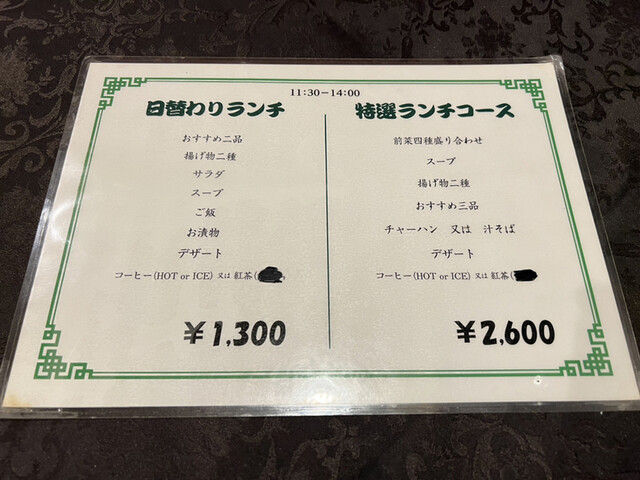 11:30−14:00
日替わりランチ
おすすめ二品
揚げ物二種
サラダ
スープ
ご飯
お漬物
デザート
コーヒー(HOT or ICE) 又は 紅茶(
¥1,300
特選ランチコース
前菜四種盛り合わせ
スープ
揚げ物二種
おすすめ三品
チャーハン 又は 汁そば
デザート
コーヒー(HOT or ICE) 又は 紅茶(
¥2,600